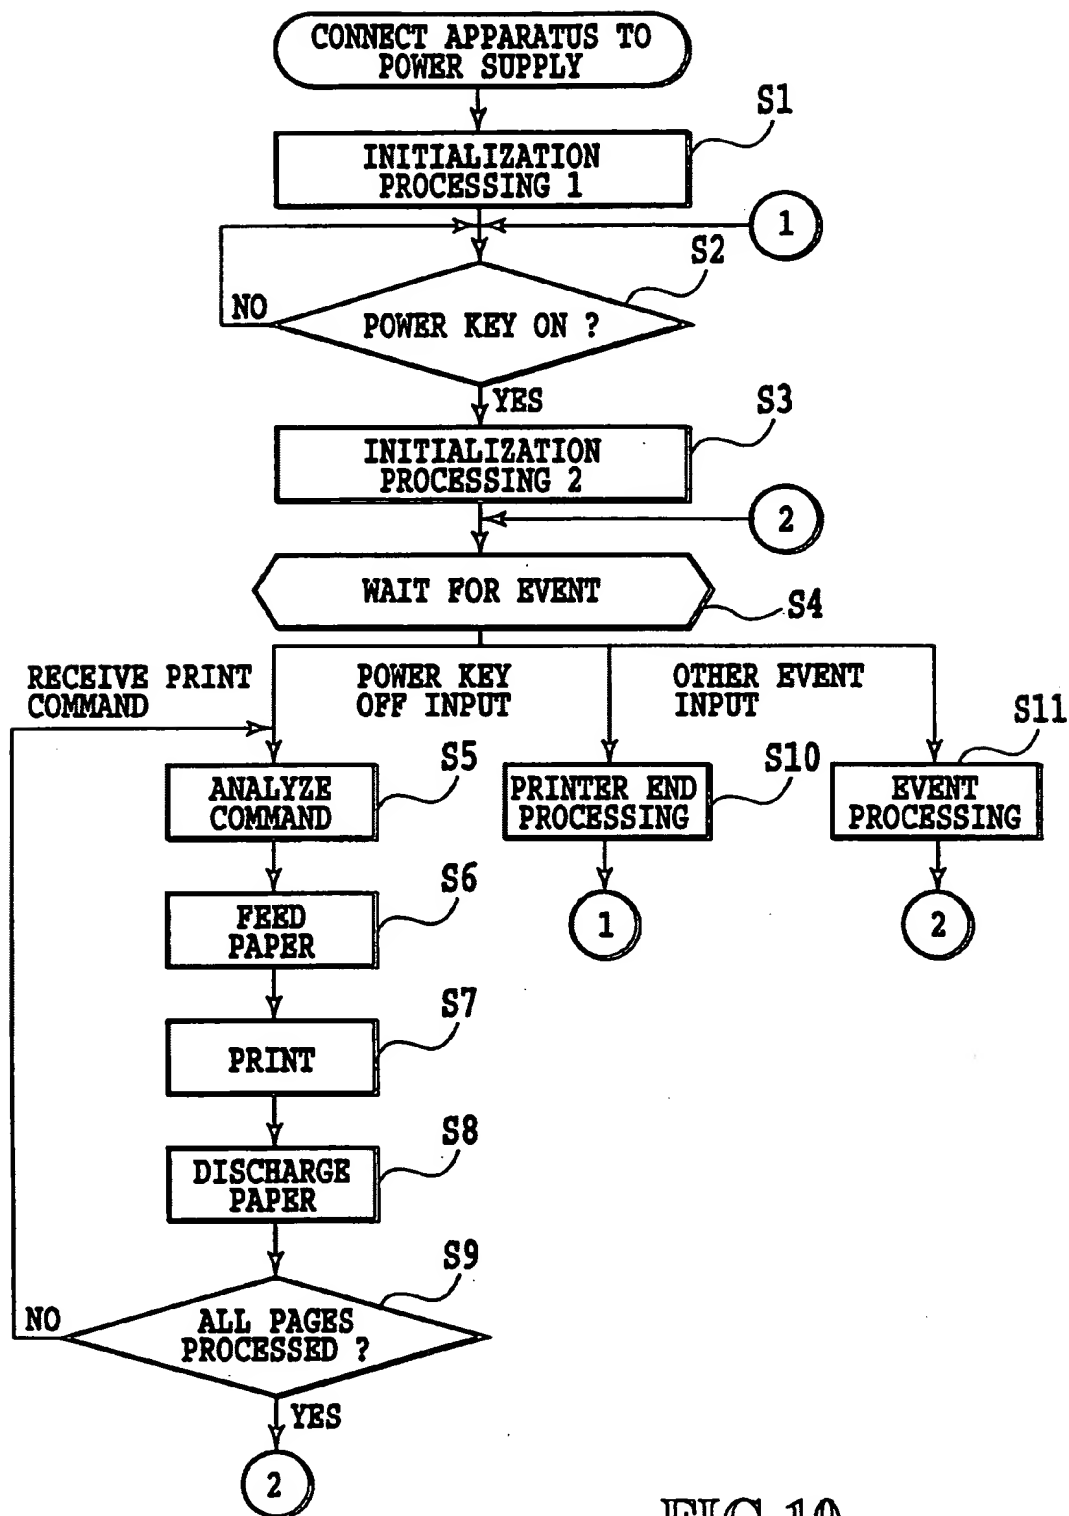 CONNECT APPARATUS TO
POWER SUPPLY
S1
INITIALIZATION
PROCESSING 1
1
S2
NO
POWER KEY ON ?
YES
S3
INITIALIZATION
PROCESSING 2
2
WAIT FOR EVENT
S4
RECEIVE PRINT
COMMAND
POWER KEY
OFF INPUT
OTHER EVENT
INPUT
S5
ANALYZE
COMMAND
S10
PRINTER END
PROCESSING
S11
EVENT
PROCESSING
S6
FEED
PAPER
1
2
S7
PRINT
S8
DISCHARGE
PAPER
S9
NO
ALL PAGES
PROCESSED ?
YES
2
FIG.10